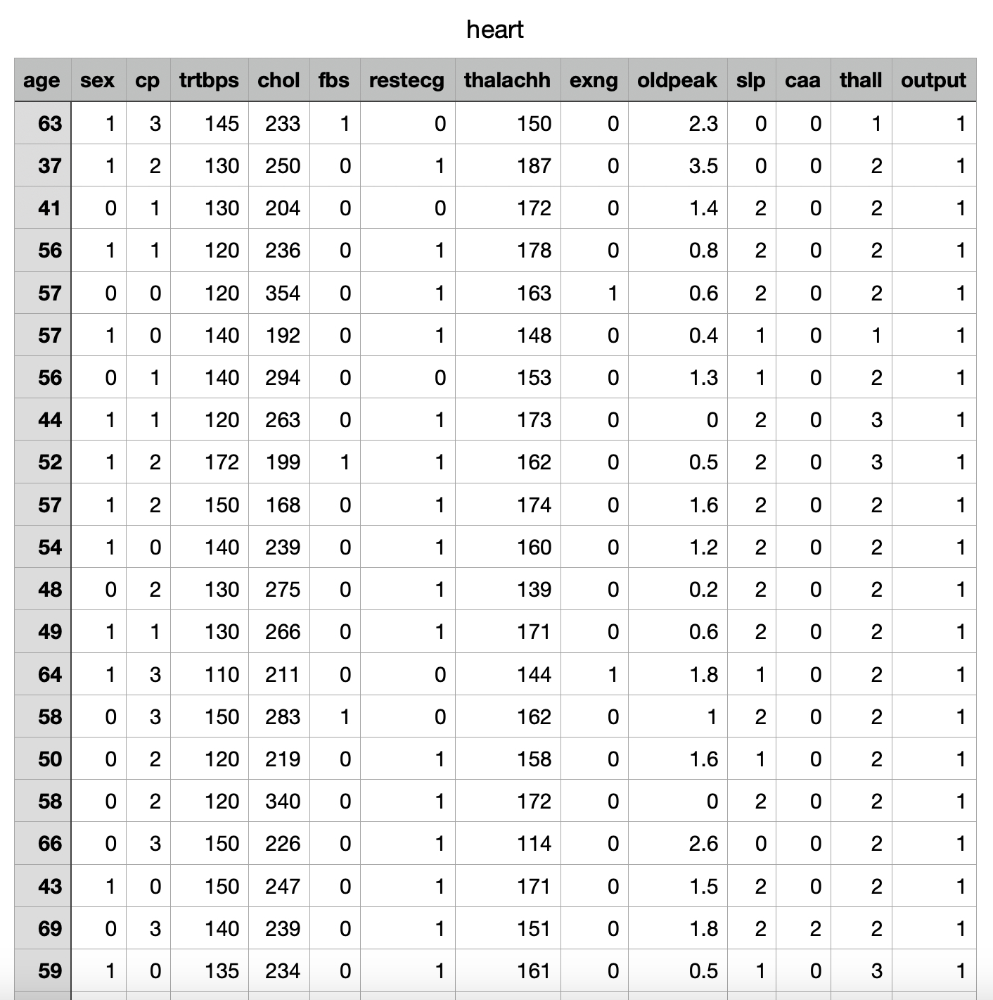 heart
age sex cp trtbps chol fbs restecg thalachh exng oldpeak slp caa thall output
63 1 3 145 233 1 0 150 0 2.3 0 0 1 1
37 1 2 130 250 0 1 187 0 3.5 0 0 2 1
41 0 1 130 204 0 0 172 0 1.4 2 0 2 1
56 1 1 120 236 0 1 178 0 0.8 2 0 2 1
57 0 0 120 354 0 1 163 1 0.6 2 0 2 1
57 1 0 140 192 0 1 148 0 0.4 1 0 1 1
56 0 1 140 294 0 0 153 0 1.3 1 0 2 1
44 1 1 120 263 0 1 173 0 0 2 0 3 1
52 1 2 172 199 1 1 162 0 0.5 2 0 3 1
57 1 2 150 168 0 1 174 0 1.6 2 0 2 1
54 1 0 140 239 0 1 160 0 1.2 2 0 2 1
48 0 2 130 275 0 1 139 0 0.2 2 0 2 1
49 1 1 130 266 0 1 171 0 0.6 2 0 2 1
64 1 3 110 211 0 0 144 1 1.8 1 0 2 1
58 0 3 150 283 1 0 162 0 1 2 0 2 1
50 0 2 120 219 0 1 158 0 1.6 1 0 2 1
58 0 2 120 340 0 1 172 0 0 2 0 2 1
66 0 3 150 226 0 1 114 0 2.6 0 0 2 1
43 1 0 150 247 0 1 171 0 1.5 2 0 2 1
69 0 3 140 239 0 1 151 0 1.8 2 2 2 1
59 1 0 135 234 0 1 161 0 0.5 1 0 3 1